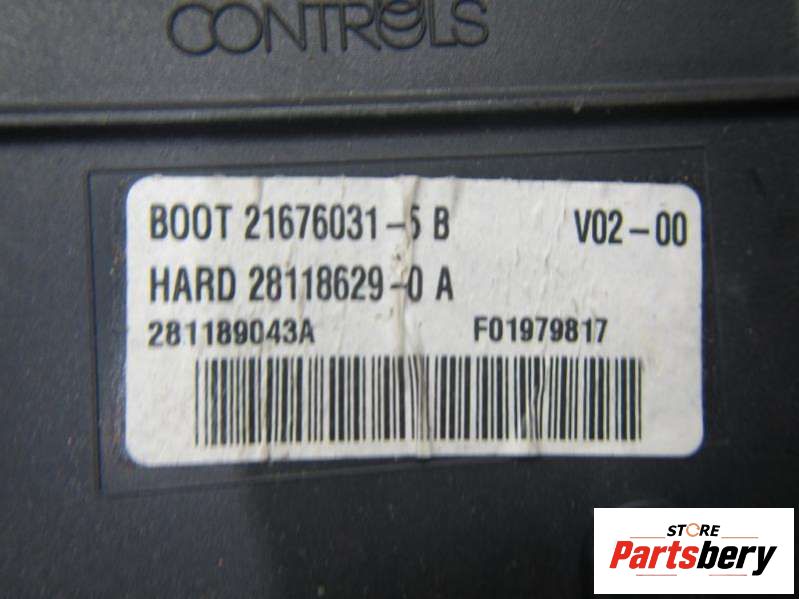 CONTROLS
BOOT 21676031-5 B V02-00
HARD 28118629-0 A
281189043A F01979817
STORE
Partsbery